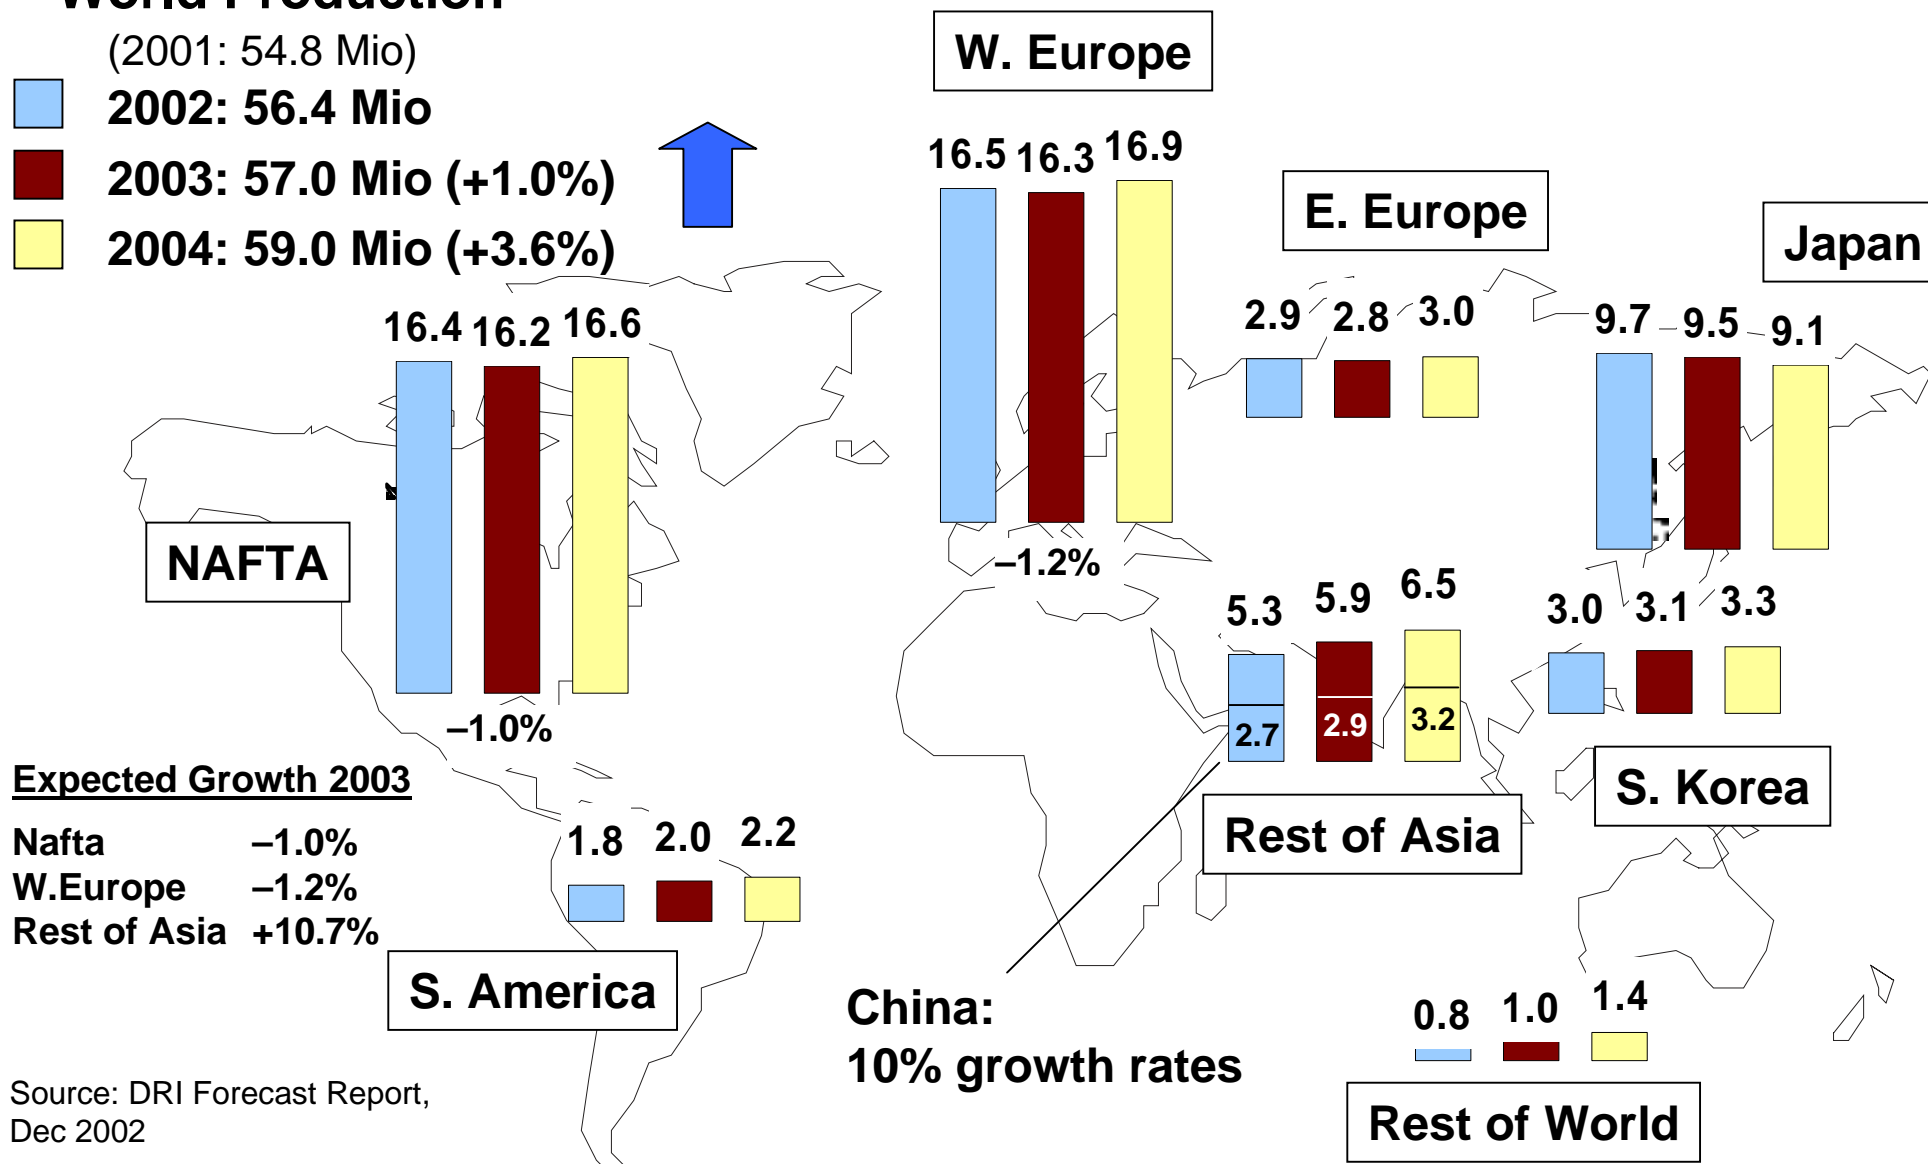 World Production
(2001: 54.8 Mio)
2002: 56.4 Mio
2003: 57.0 Mio (+1.0%)
2004: 59.0 Mio (+3.6%)
W. Europe
16.5 16.3 16.9
–1.2%
E. Europe
2.9 2.8 3.0
Japan
9.7 9.5 9.1
16.4 16.2 16.6
NAFTA
–1.0%
5.3 5.9 6.5
2.7 2.9 3.2
Rest of Asia
3.0 3.1 3.3
S. Korea
Expected Growth 2003
Nafta –1.0%
W.Europe –1.2%
Rest of Asia +10.7%
1.8 2.0 2.2
S. America
China:
10% growth rates
0.8 1.0 1.4
Rest of World
Source: DRI Forecast Report,
Dec 2002